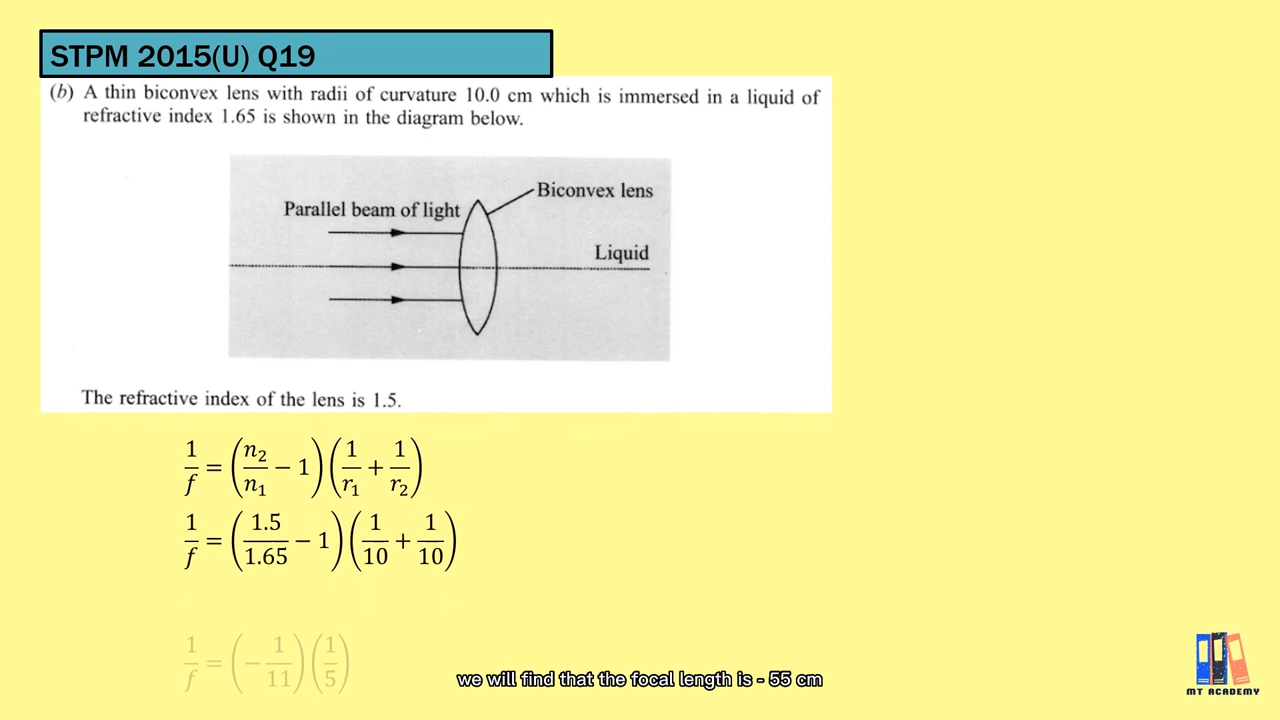 STPM 2015(U) Q19
(b) A thin biconvex lens with radii of curvature 10.0 cm which is immersed in a liquid of
refractive index 1.65 is shown in the diagram below.
Biconvex lens
Parallel beam of light
Liquid
The refractive index of the lens is 1.5.
1/f = (n₂/n₁ − 1)(1/r₁ + 1/r₂)
1/f = (1.5/1.65 − 1)(1/10 + 1/10)
1/f = (−1/11)(1/5)
we will find that the focal length is - 55 cm
MT ACADEMY